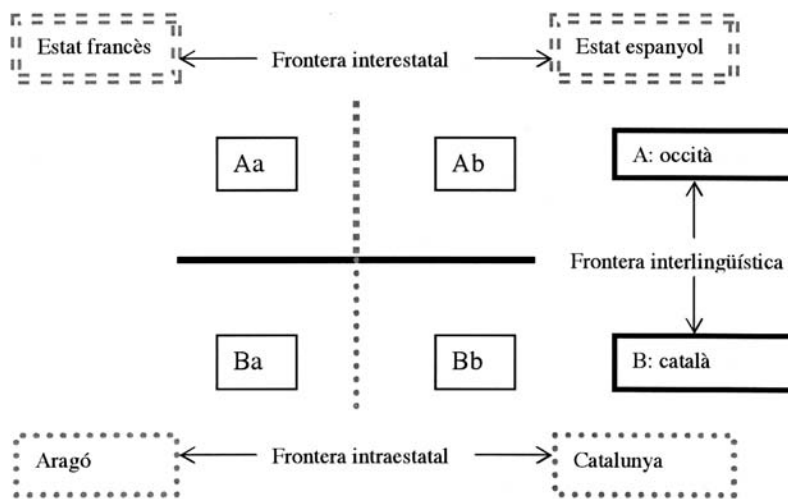 Estat francès
Frontera interestatal
Estat espanyol
Aa
Ab
A: occità
Frontera interlingüística
Ba
Bb
B: català
Aragó
Frontera intraestatal
Catalunya